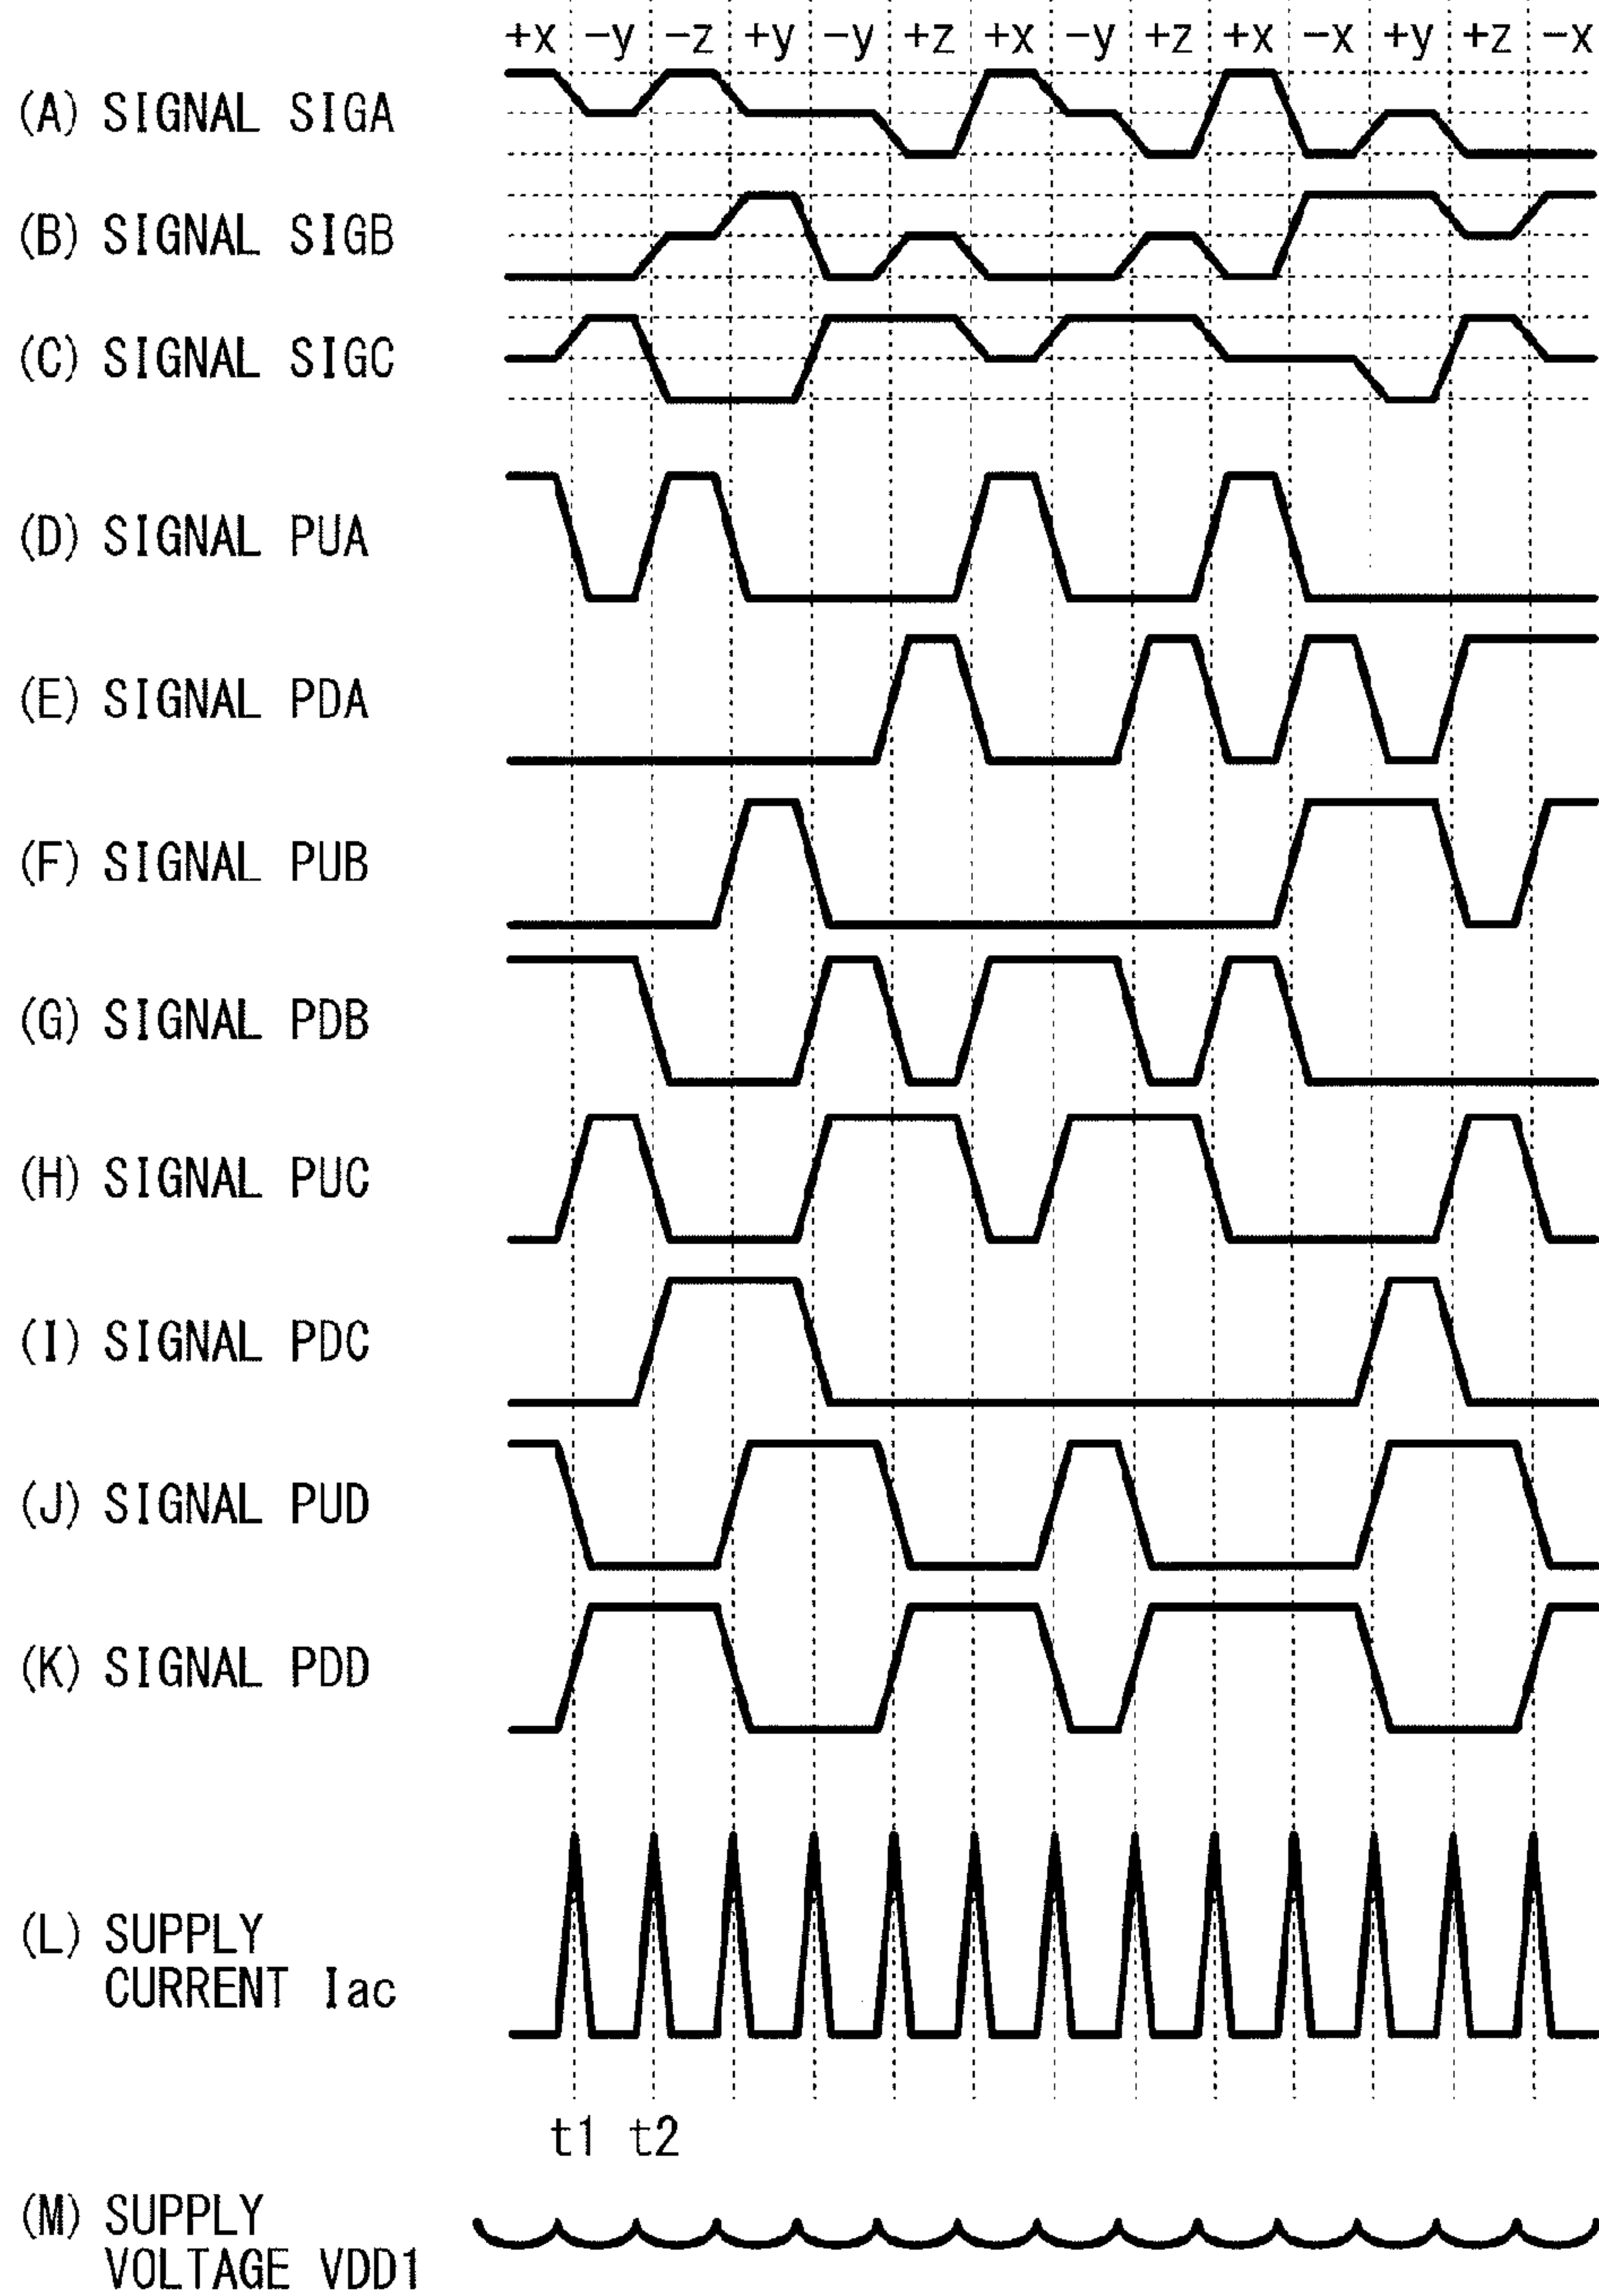 +x -y -z +y -y +z +x -y +z +x -x +y +z -x
(A) SIGNAL SIGA
(B) SIGNAL SIGB
(C) SIGNAL SIGC
(D) SIGNAL PUA
(E) SIGNAL PDA
(F) SIGNAL PUB
(G) SIGNAL PDB
(H) SIGNAL PUC
(I) SIGNAL PDC
(J) SIGNAL PUD
(K) SIGNAL PDD
(L) SUPPLY
CURRENT Iac
t1 t2
(M) SUPPLY
VOLTAGE VDD1